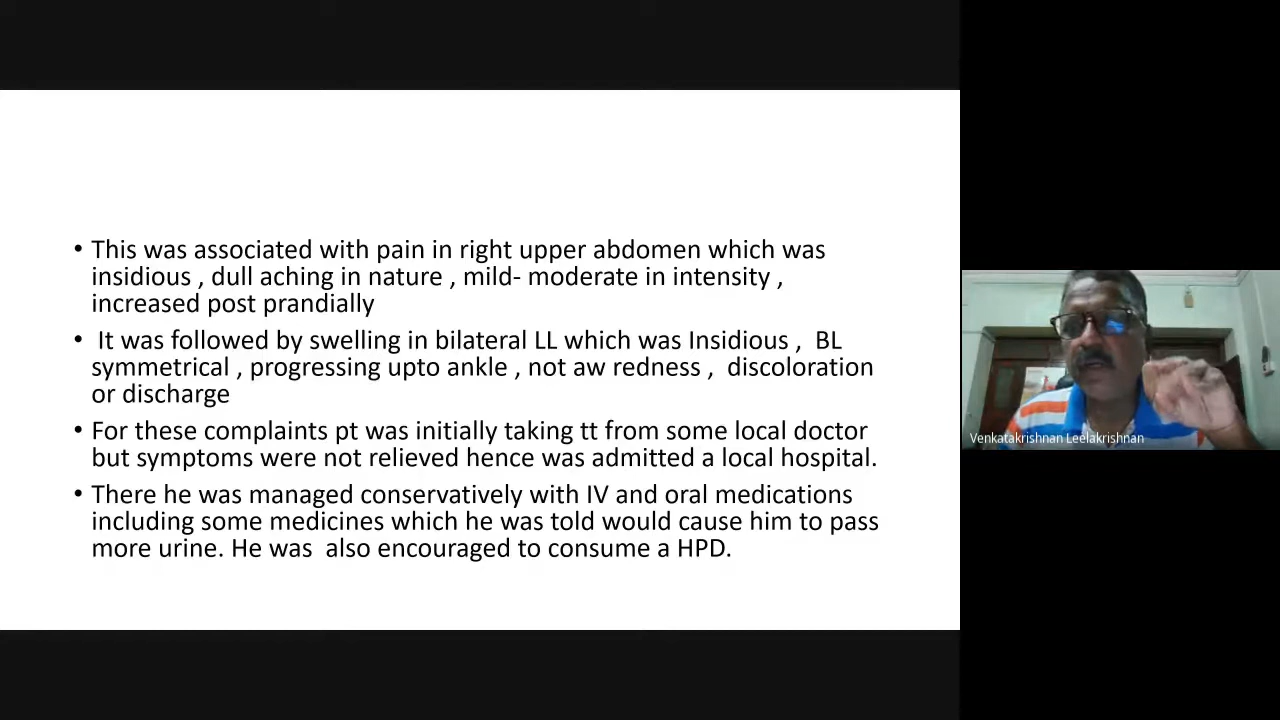 • This was associated with pain in right upper abdomen which was
insidious , dull aching in nature , mild- moderate in intensity ,
increased post prandially
• It was followed by swelling in bilateral LL which was Insidious , BL
symmetrical , progressing upto ankle , not aw redness , discoloration
or discharge
• For these complaints pt was initially taking tt from some local doctor
but symptoms were not relieved hence was admitted a local hospital.
• There he was managed conservatively with IV and oral medications
including some medicines which he was told would cause him to pass
more urine. He was also encouraged to consume a HPD.
Venkatakrishnan Leelakrishnan